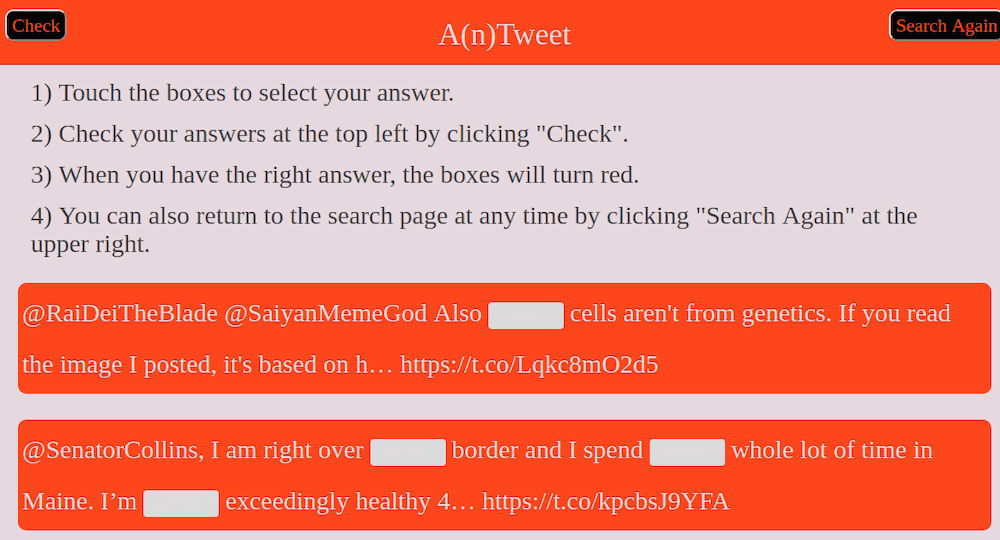 Check
A(n)Tweet
Search Again
1) Touch the boxes to select your answer.
2) Check your answers at the top left by clicking "Check".
3) When you have the right answer, the boxes will turn red.
4) You can also return to the search page at any time by clicking "Search Again" at the
upper right.
@RaiDeiTheBlade @SaiyanMemeGod Also cells aren't from genetics. If you read
the image I posted, it's based on h… https://t.co/Lqkc8mO2d5
@SenatorCollins, I am right over border and I spend whole lot of time in
Maine. I’m exceedingly healthy 4… https://t.co/kpcbsJ9YFA